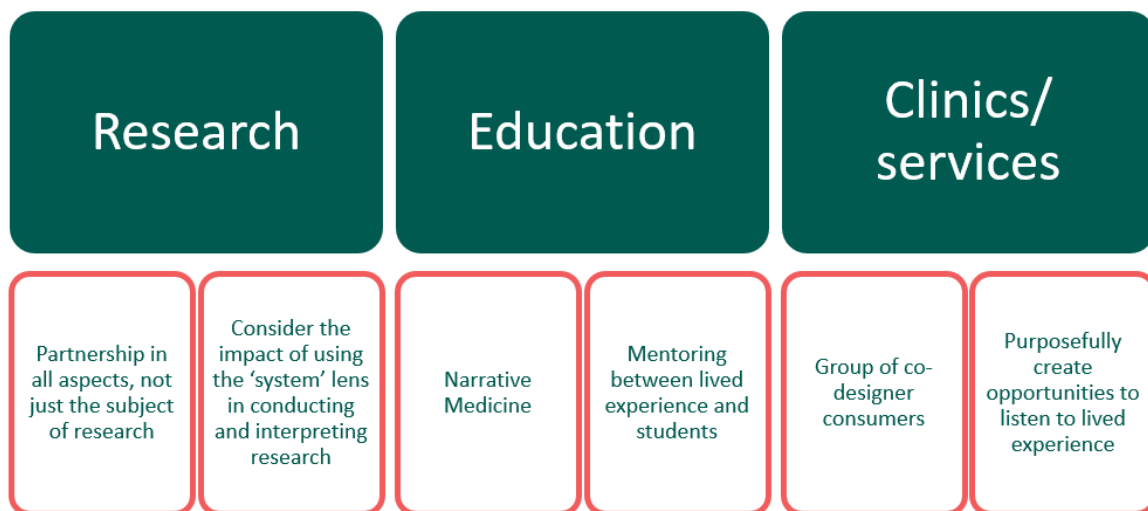 Research
Education
Clinics/
services
Partnership in
all aspects, not
just the subject
of research
Consider the
impact of using
the ‘system’ lens
in conducting
and interpreting
research
Narrative
Medicine
Mentoring
between lived
experience and
students
Group of co-
designer
consumers
Purposefully
create
opportunities to
listen to lived
experience